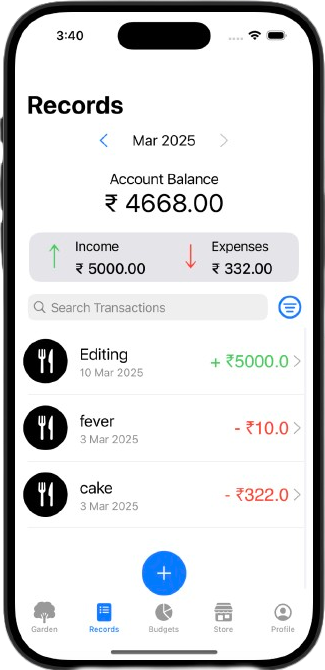 3:40
Records
Mar 2025
Account Balance
₹ 4668.00
Income Expenses
₹ 5000.00 ₹ 332.00
Search Transactions
Editing
+ ₹5000.0
10 Mar 2025
fever
- ₹10.0
3 Mar 2025
cake
- ₹322.0
3 Mar 2025
Garden Records Budgets Store Profile